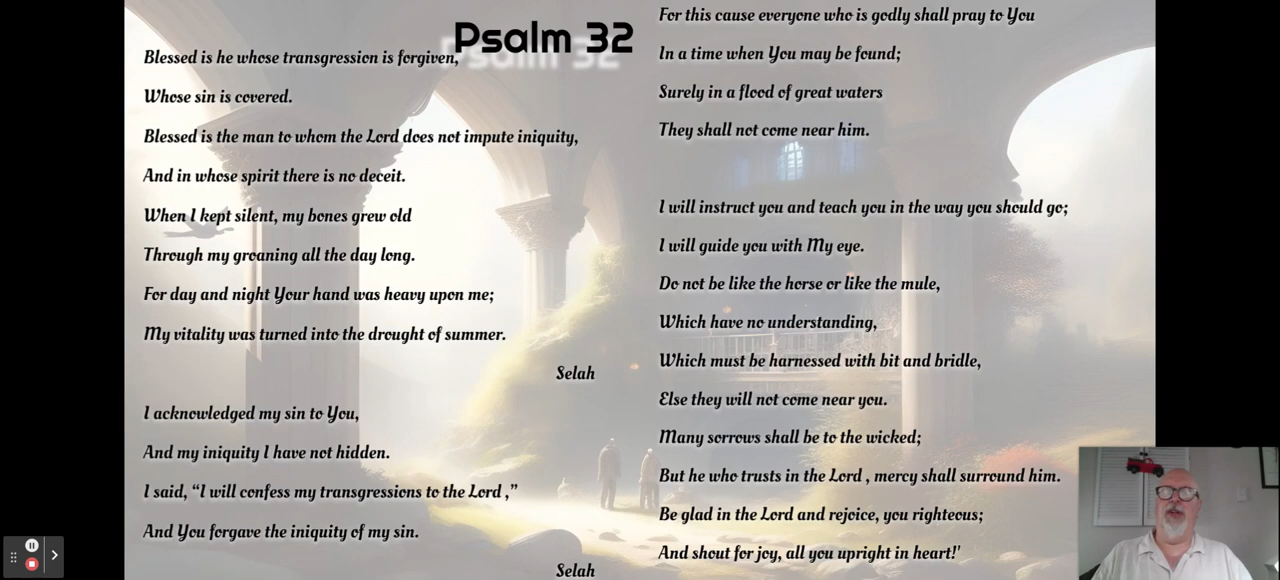 Psalm 32
Blessed is he whose transgression is forgiven,
Whose sin is covered.
Blessed is the man to whom the Lord does not impute iniquity,
And in whose spirit there is no deceit.
When I kept silent, my bones grew old
Through my groaning all the day long.
For day and night Your hand was heavy upon me;
My vitality was turned into the drought of summer.
Selah
I acknowledged my sin to You,
And my iniquity I have not hidden.
I said, “I will confess my transgressions to the Lord ,”
And You forgave the iniquity of my sin.
Selah
For this cause everyone who is godly shall pray to You
In a time when You may be found;
Surely in a flood of great waters
They shall not come near him.
I will instruct you and teach you in the way you should go;
I will guide you with My eye.
Do not be like the horse or like the mule,
Which have no understanding,
Which must be harnessed with bit and bridle,
Else they will not come near you.
Many sorrows shall be to the wicked;
But he who trusts in the Lord , mercy shall surround him.
Be glad in the Lord and rejoice, you righteous;
And shout for joy, all you upright in heart!'